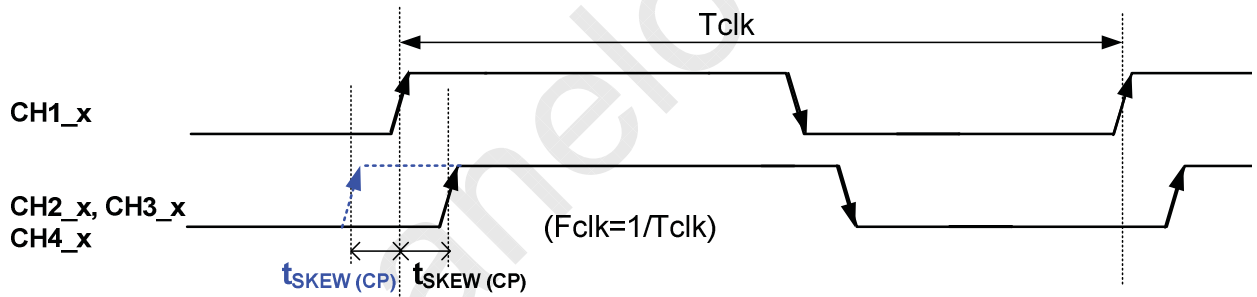 Tclk
CH1_x
CH2_x, CH3_x
CH4_x
(Fclk=1/Tclk)
tSKEW (CP) tSKEW (CP)